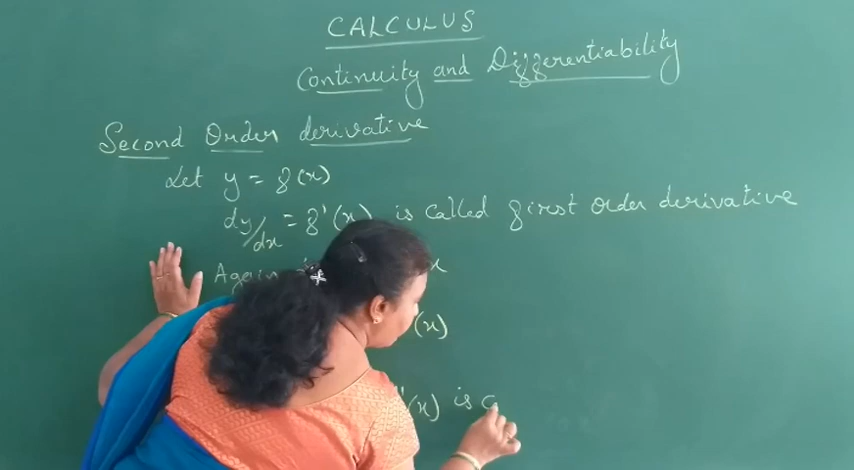 CALCULUS
Continuity and Differentiability
Second Order derivative
Let y = f(x)
dy/dx = f'(x) is called first order derivative
Again x
(x)
'(x) is c